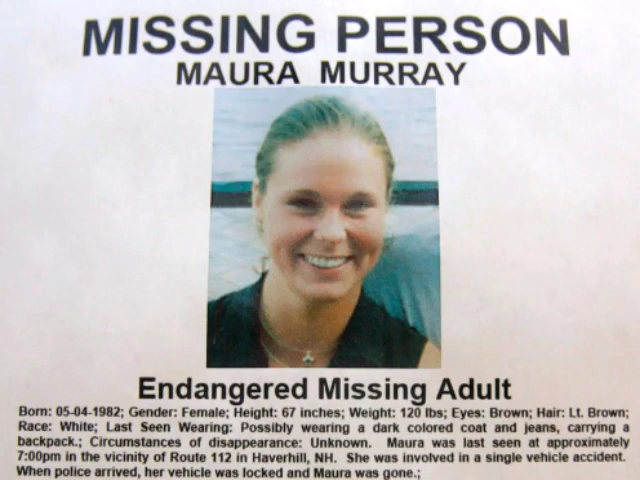 MISSING PERSON
MAURA MURRAY
Endangered Missing Adult
Born: 05-04-1982; Gender: Female; Height: 67 inches; Weight: 120 lbs; Eyes: Brown; Hair: Lt. Brown;
Race: White; Last Seen Wearing: Possibly wearing a dark colored coat and jeans, carrying a
backpack.; Circumstances of disappearance: Unknown. Maura was last seen at approximately
7:00pm in the vicinity of Route 112 in Haverhill, NH. She was involved in a single vehicle accident.
When police arrived, her vehicle was locked and Maura was gone.;